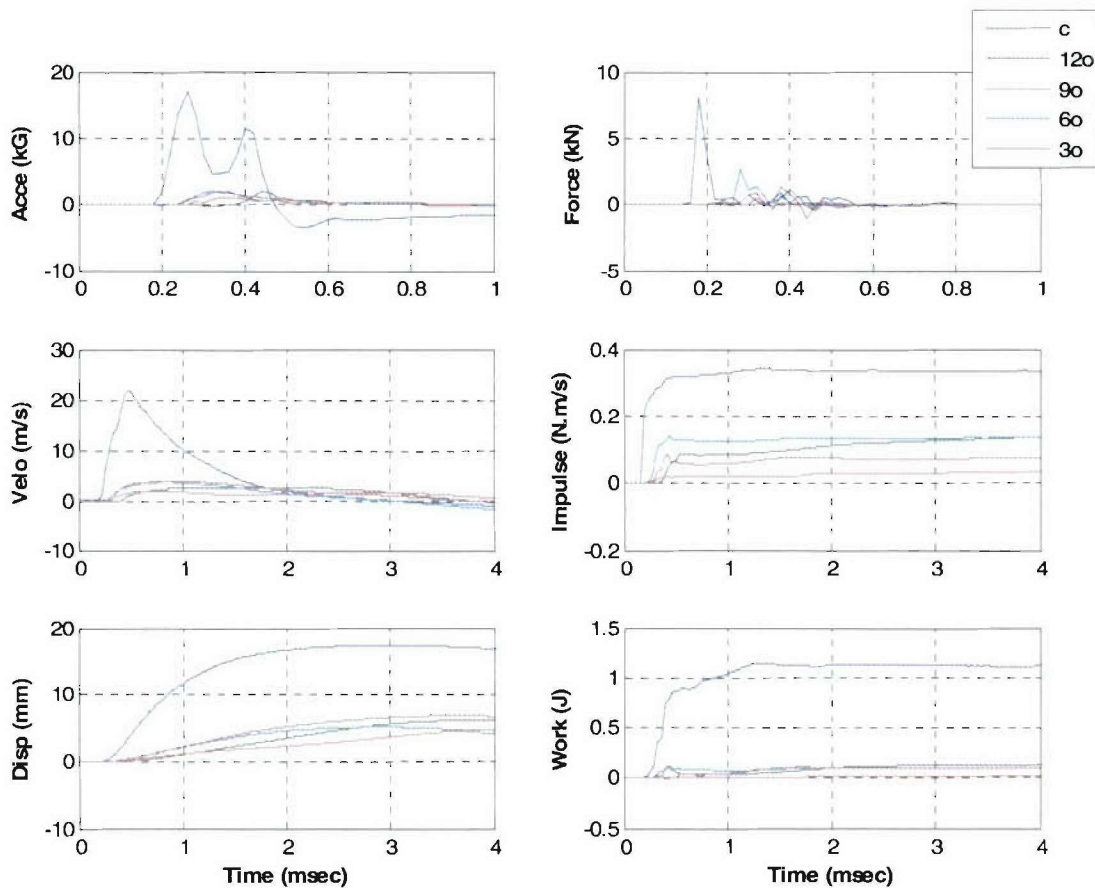 c
12o
9o
6o
3o
20
10
0
-10
Acce (kG)
0 0.2 0.4 0.6 0.8 1
10
5
0
-5
Force (kN)
0 0.2 0.4 0.6 0.8 1
30
20
10
0
-10
Velo (m/s)
0 1 2 3 4
0.4
0.2
0
-0.2
Impulse (N.m/s)
0 1 2 3 4
20
10
0
-10
Disp (mm)
0 1 2 3 4
Time (msec)
1.5
1
0.5
0
-0.5
Work (J)
0 1 2 3 4
Time (msec)